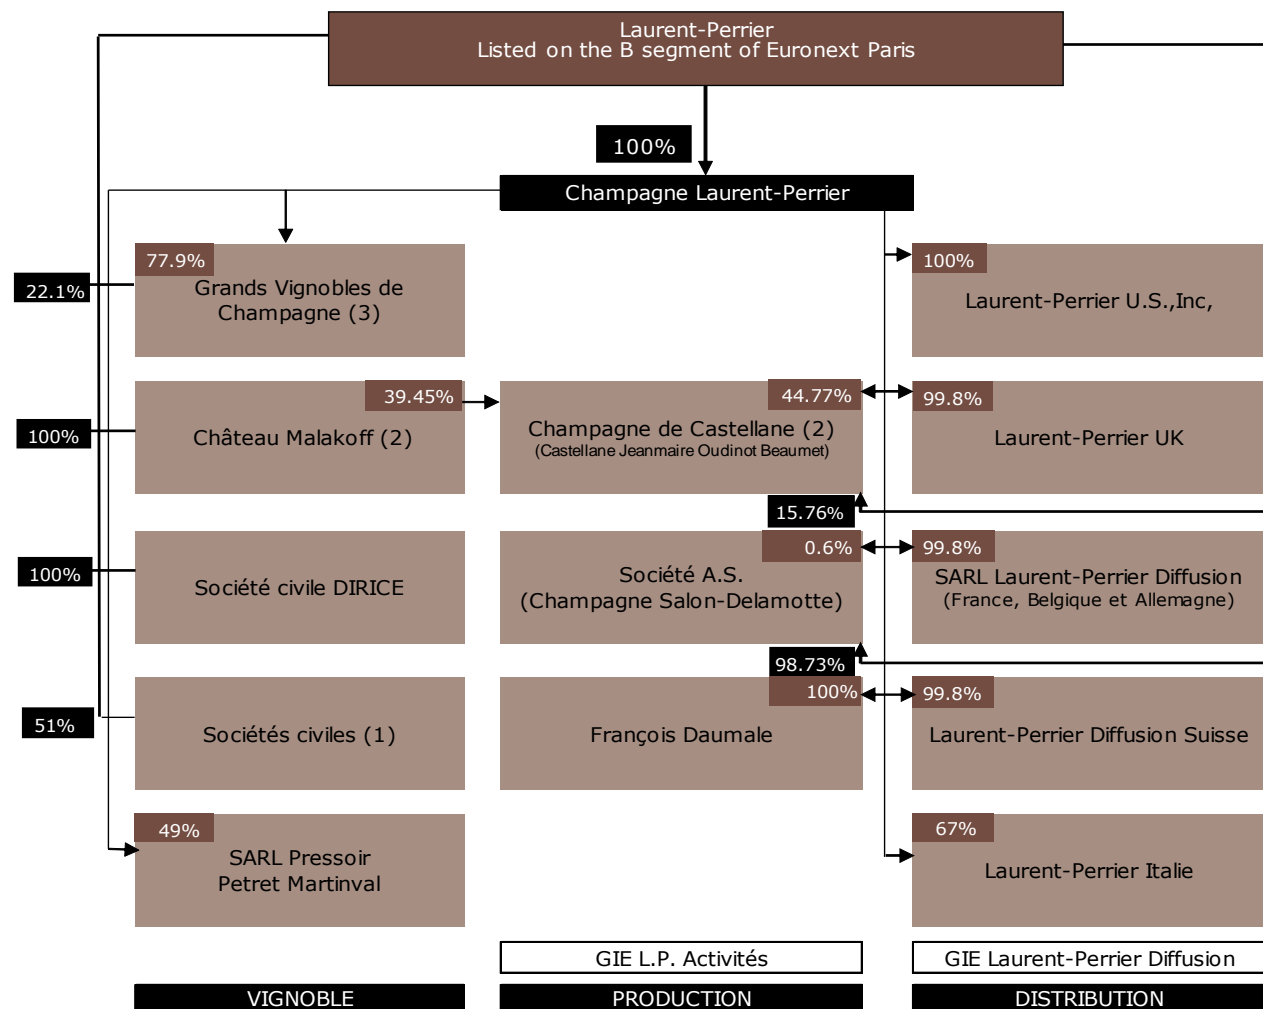 Laurent-Perrier
Listed on the B segment of Euronext Paris
100%
Champagne Laurent-Perrier
77.9%
22.1%
Grands Vignobles de
Champagne (3)
100%
Laurent-Perrier U.S.,Inc,
39.45%
100%
Château Malakoff (2)
44.77%
Champagne de Castellane (2)
(Castellane Jeanmaire Oudinot Beaumet)
99.8%
Laurent-Perrier UK
15.76%
100%
Société civile DIRICE
0.6%
Société A.S.
(Champagne Salon-Delamotte)
99.8%
SARL Laurent-Perrier Diffusion
(France, Belgique et Allemagne)
98.73%
51%
Sociétés civiles (1)
100%
François Daumale
99.8%
Laurent-Perrier Diffusion Suisse
49%
SARL Pressoir
Petret Martinval
67%
Laurent-Perrier Italie
GIE L.P. Activités
GIE Laurent-Perrier Diffusion
VIGNOBLE
PRODUCTION
DISTRIBUTION